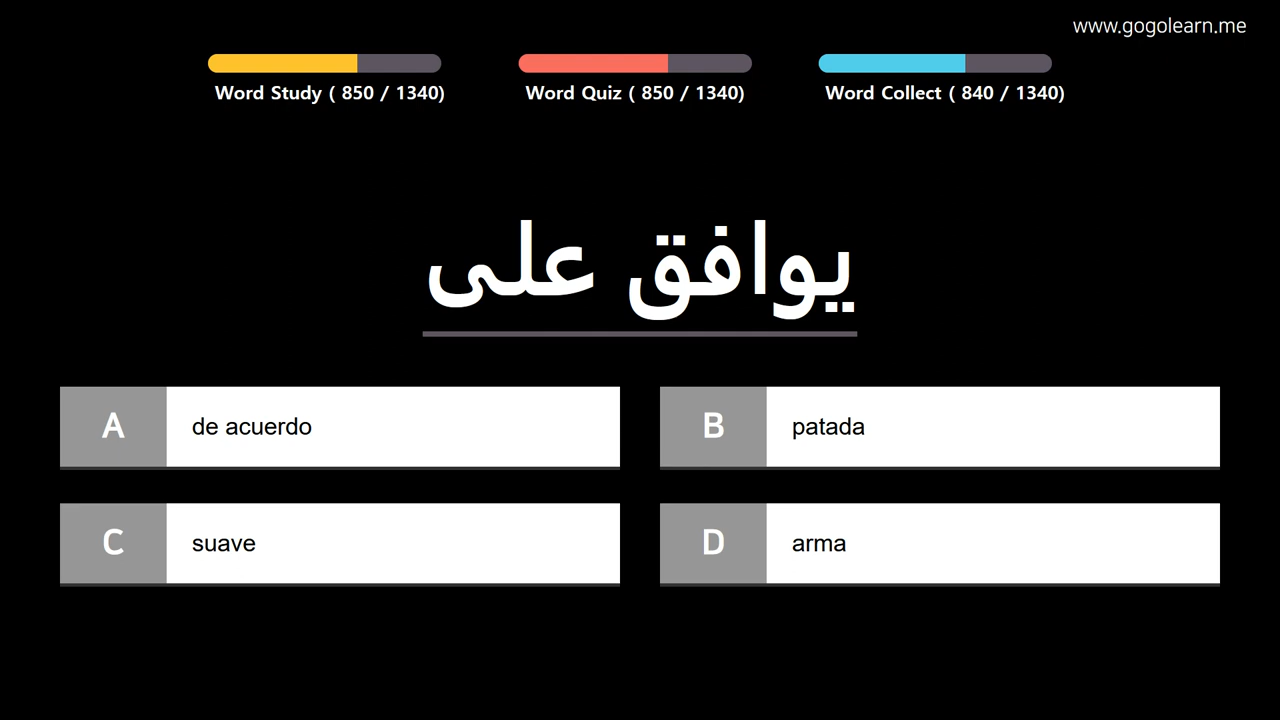 www.gogolearn.me
Word Study ( 850 / 1340)
Word Quiz ( 850 / 1340)
Word Collect ( 840 / 1340)
يوافق على
A de acuerdo
B patada
C suave
D arma